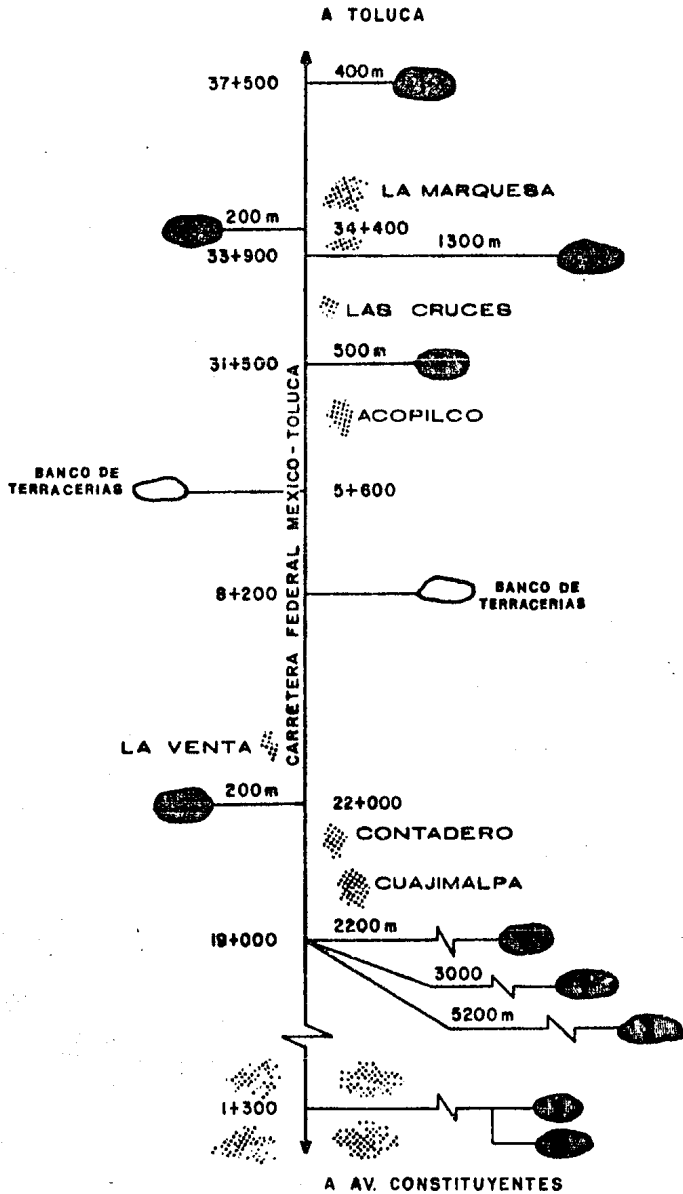 A TOLUCA
37+500
400m
LA MARQUESA
200m
34+400
33+900
1300m
LAS CRUCES
31+500
500m
ACOPILCO
CARRETERA FEDERAL MEXICO-TOLUCA
BANCO DE
TERRACERIAS
5+600
8+200
BANCO DE
TERRACERIAS
LA VENTA
200m
22+000
CONTADERO
CUAJIMALPA
19+000
2200m
3000
5200m
1+300
A AV. CONSTITUYENTES